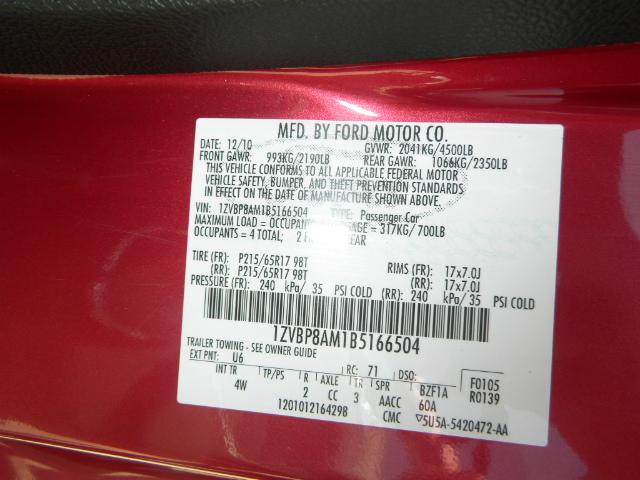 MFD. BY FORD MOTOR CO.
DATE: 12/10 GVWR: 2041KG/4500LB
FRONT GAWR: 993KG/2190LB REAR GAWR: 1066KG/2350LB
THIS VEHICLE CONFORMS TO ALL APPLICABLE FEDERAL MOTOR
VEHICLE SAFETY, BUMPER, AND THEFT PREVENTION STANDARDS
IN EFFECT ON THE DATE OF MANUFACTURE SHOWN ABOVE.
VIN: 1ZVBP8AM1B5166504 TYPE: Passenger Car
MAXIMUM LOAD = OCCUPANTS = 317KG/ 700LB
OCCUPANTS = 4 TOTAL: 2
TIRE (FR): P215/65R17 98T RIMS (FR): 17x7.0J
(RR): P215/65R17 98T (RR): 17x7.0J
PRESSURE (FR): 240 kPa/ 35 PSI COLD (RR): 240 kPa/ 35 PSI COLD
1ZVBP8AM1B5166504
TRAILER TOWING - SEE OWNER GUIDE
EXT PNT: U6 RC: 71 DSO: F0105
INT TR TP/PS R AXLE TR SPR BZF1A R0139
4W 2 CC 3 AACC 60A
1201012164298 CMC ▽5U5A-5420472-AA